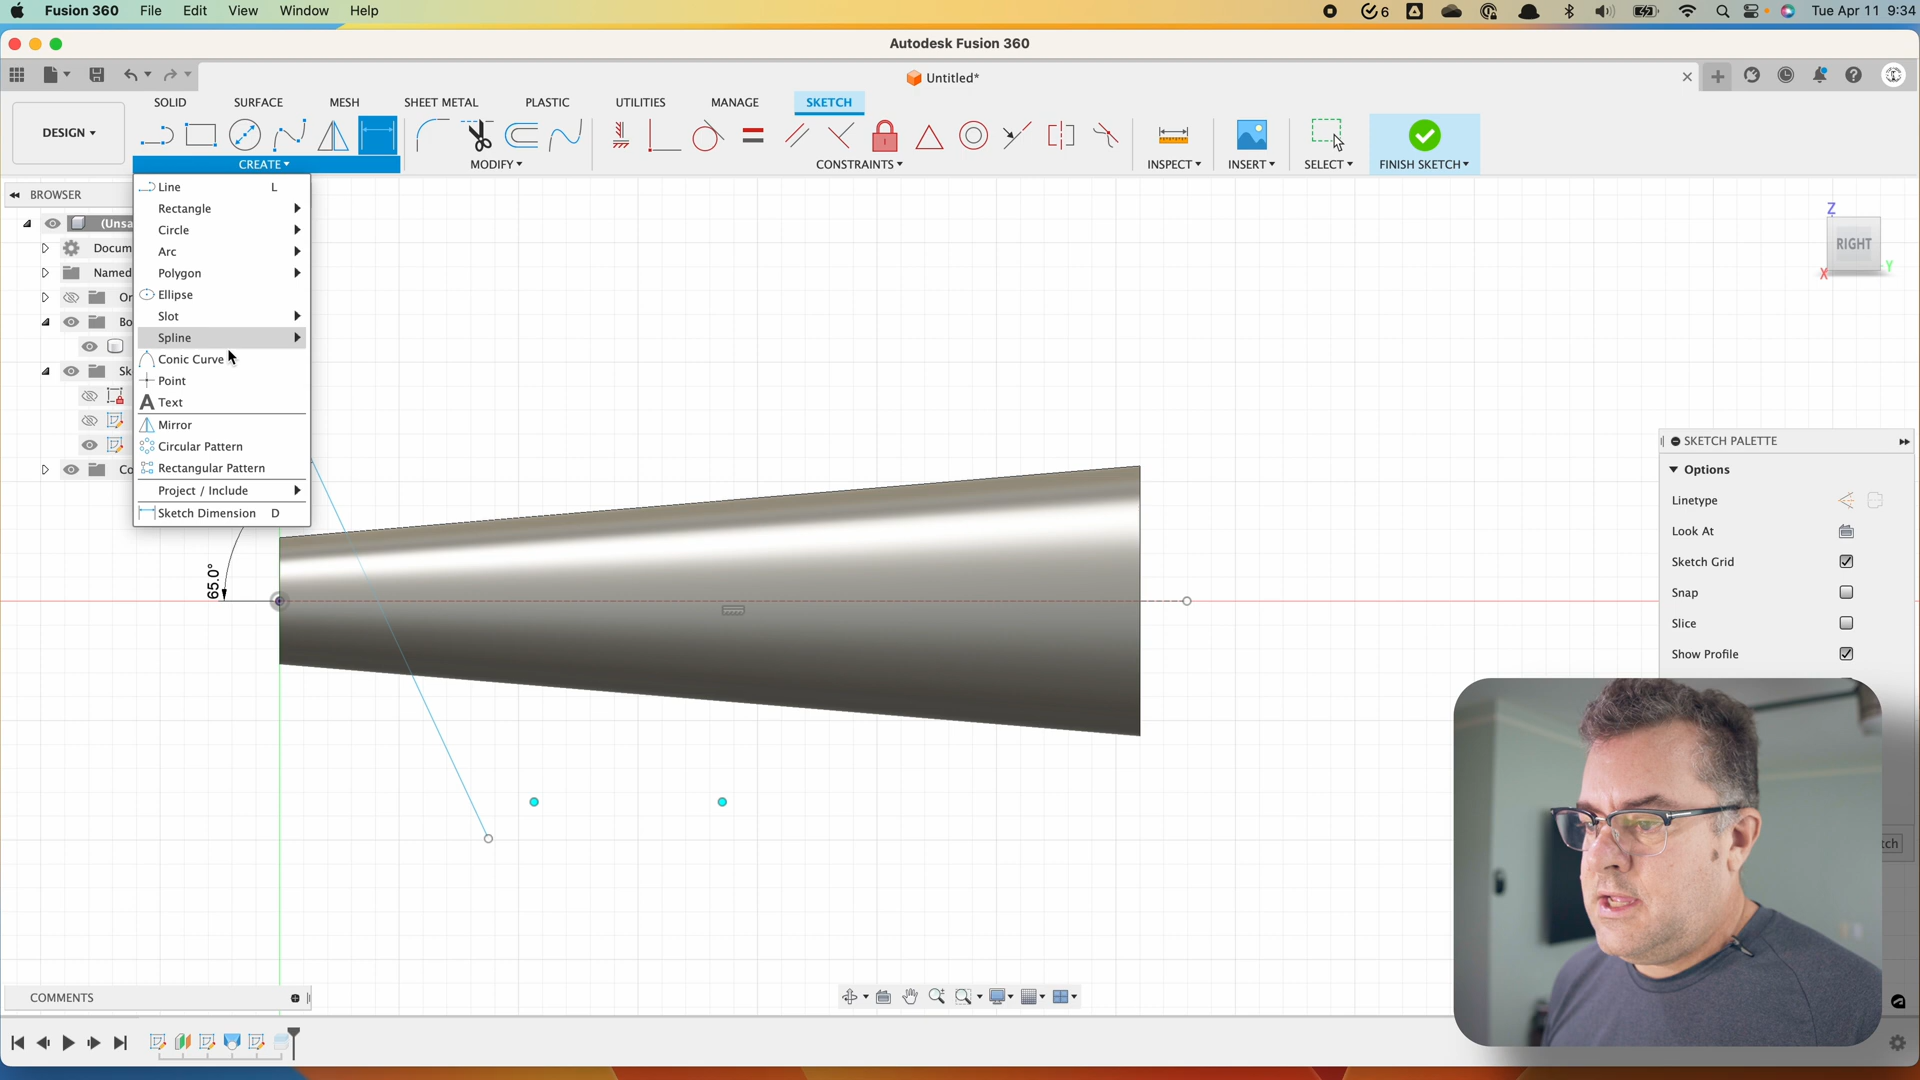 Fusion 360 File Edit View Window Help 6 Tue Apr 11 9:34
Autodesk Fusion 360
Untitled*
SOLID SURFACE MESH SHEET METAL PLASTIC UTILITIES MANAGE SKETCH
DESIGN
CREATE MODIFY CONSTRAINTS INSPECT INSERT SELECT FINISH SKETCH
BROWSER
(Unsa
Docum
Named
Or
Bo
Sk
Co
Line L
Rectangle
Circle
Arc
Polygon
Ellipse
Slot
Spline
Conic Curve
Point
Text
Mirror
Circular Pattern
Rectangular Pattern
Project / Include
Sketch Dimension D
65.0°
Z
RIGHT
X
Y
SKETCH PALETTE
Options
Linetype
Look At
Sketch Grid
Snap
Slice
Show Profile
tch
COMMENTS